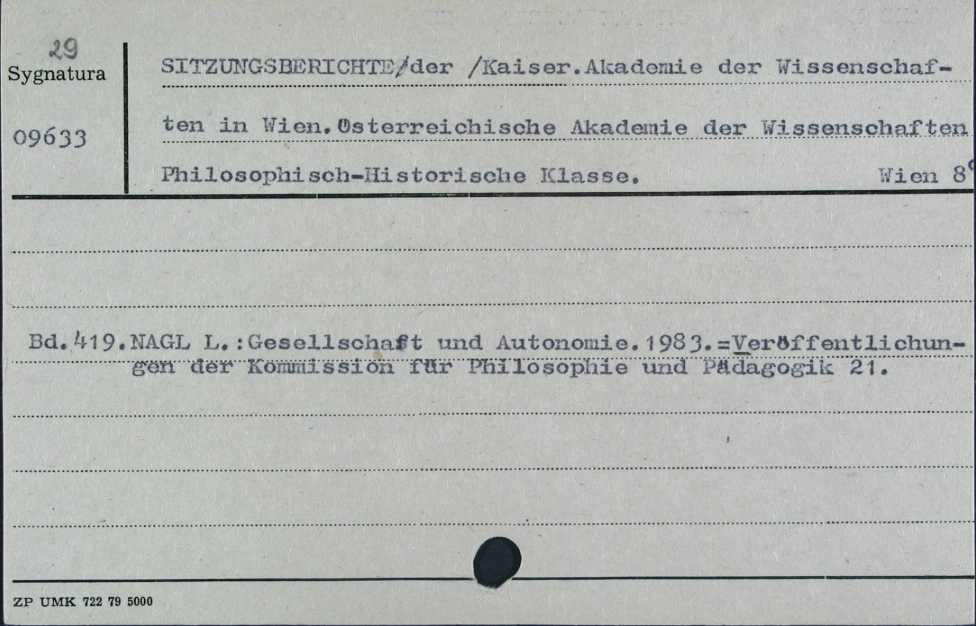 29
Sygnatura
09633
SITZUNGSBERICHTE/der /Kaiser.Akademie der Wissenschaf-
ten in Wien.Österreichische Akademie der Wissenschaften
Philosophisch-Historische Klasse. Wien 8°
Bd.419.NAGL L.:Gesellschaft und Autonomie.1983.=Veröffentlichun-
gen der Kommission für Philosophie und Pädagogik 21.
ZP UMK 722 79 5000